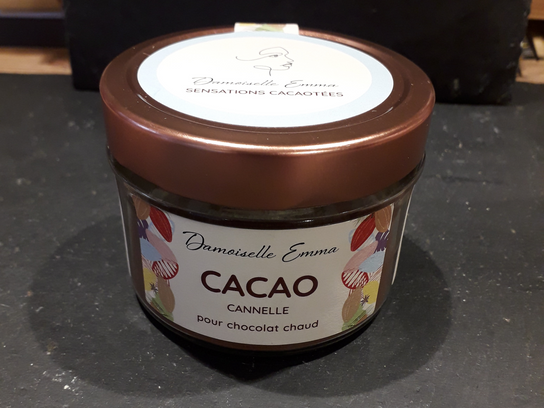 Damoiselle Emma
SENSATIONS CACAOTÉES
Damoiselle Emma
CACAO
CANNELLE
pour chocolat chaud